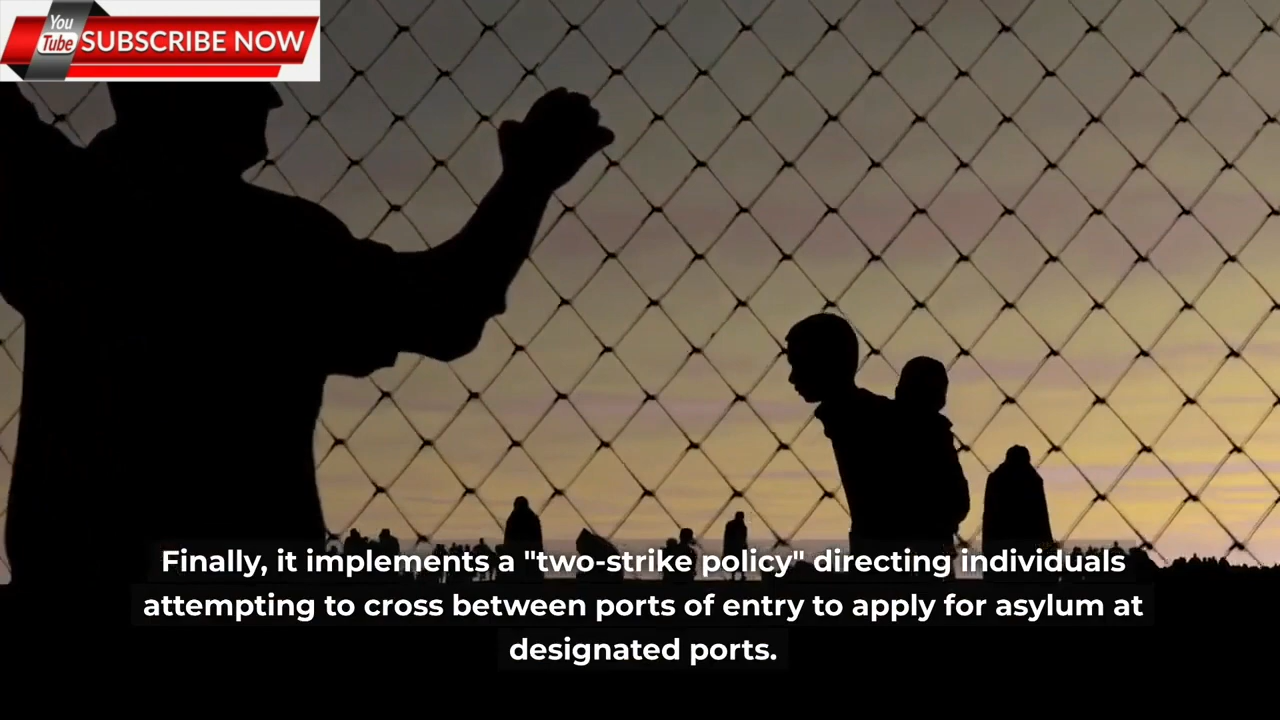 You
Tube
SUBSCRIBE NOW
Finally, it implements a "two-strike policy" directing individuals
attempting to cross between ports of entry to apply for asylum at
designated ports.